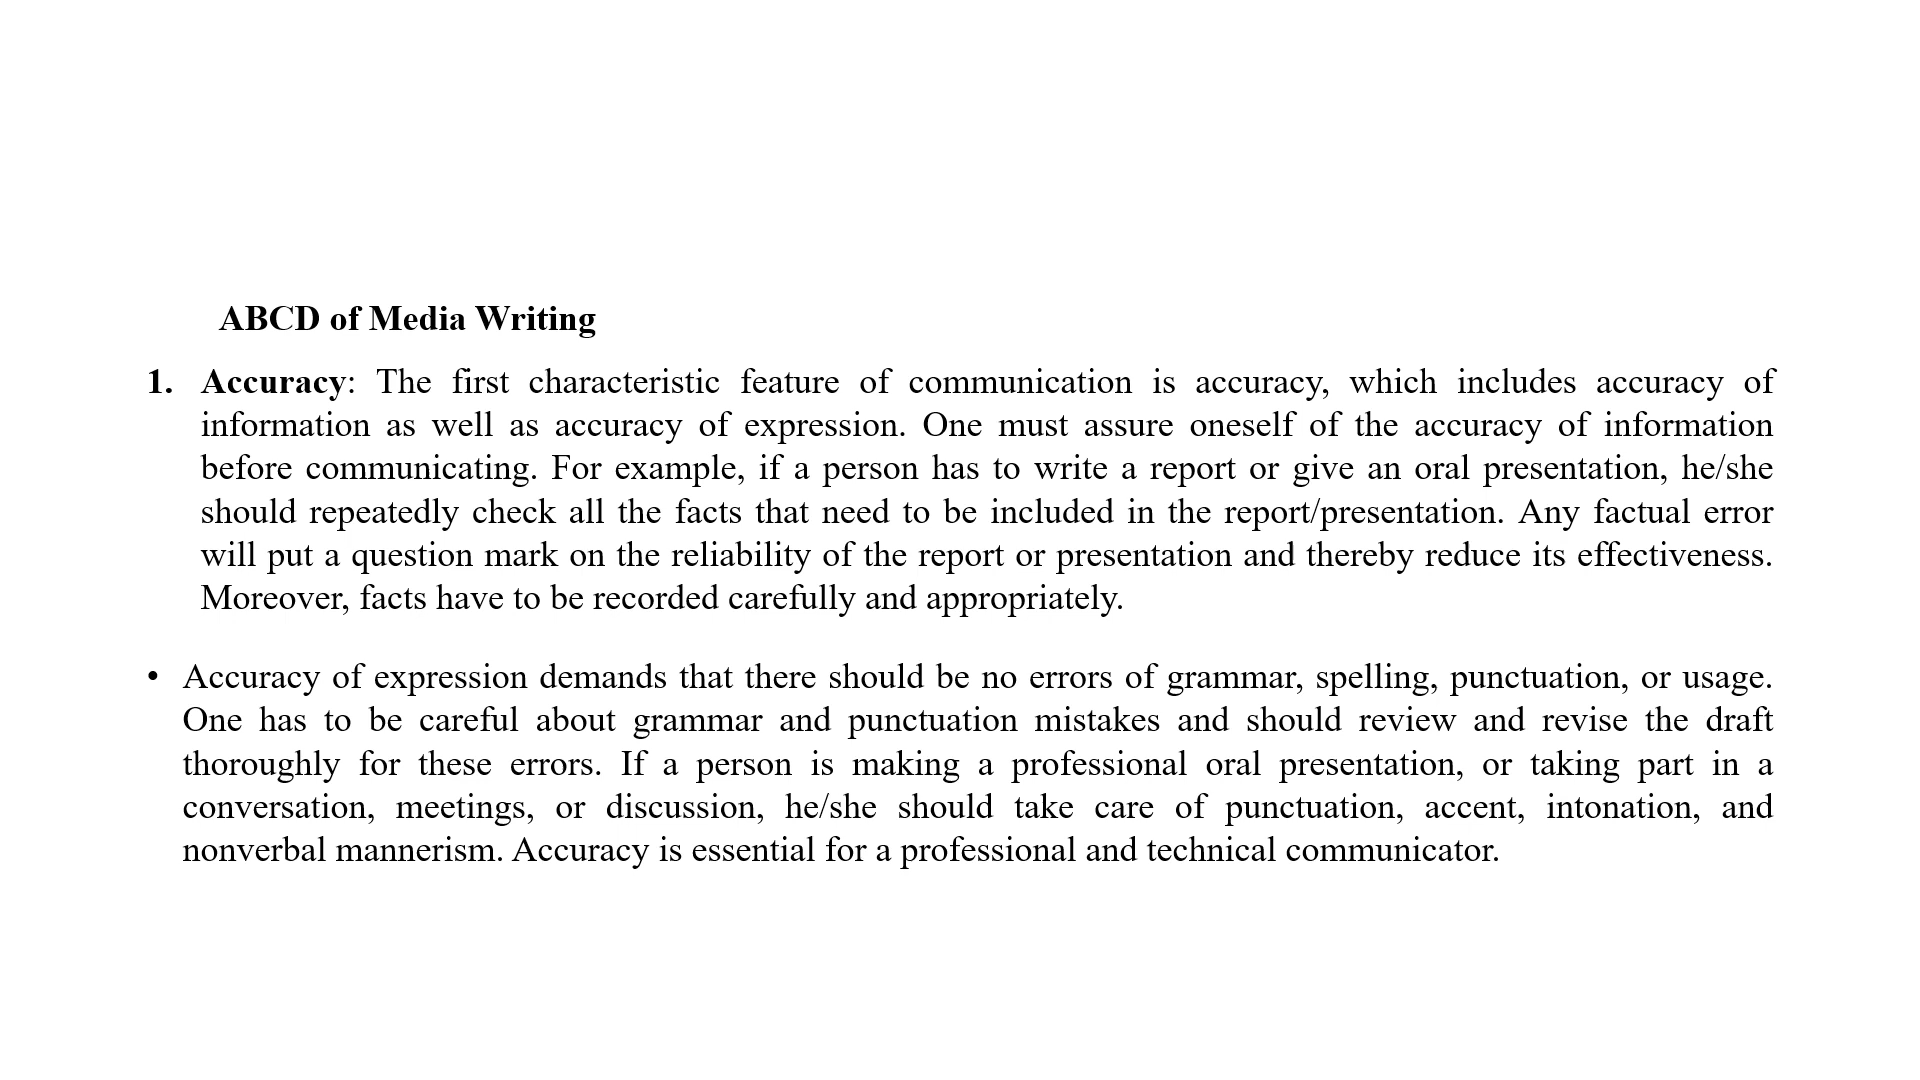 ABCD of Media Writing
1. Accuracy: The first characteristic feature of communication is accuracy, which includes accuracy of
information as well as accuracy of expression. One must assure oneself of the accuracy of information
before communicating. For example, if a person has to write a report or give an oral presentation, he/she
should repeatedly check all the facts that need to be included in the report/presentation. Any factual error
will put a question mark on the reliability of the report or presentation and thereby reduce its effectiveness.
Moreover, facts have to be recorded carefully and appropriately.
• Accuracy of expression demands that there should be no errors of grammar, spelling, punctuation, or usage.
One has to be careful about grammar and punctuation mistakes and should review and revise the draft
thoroughly for these errors. If a person is making a professional oral presentation, or taking part in a
conversation, meetings, or discussion, he/she should take care of punctuation, accent, intonation, and
nonverbal mannerism. Accuracy is essential for a professional and technical communicator.